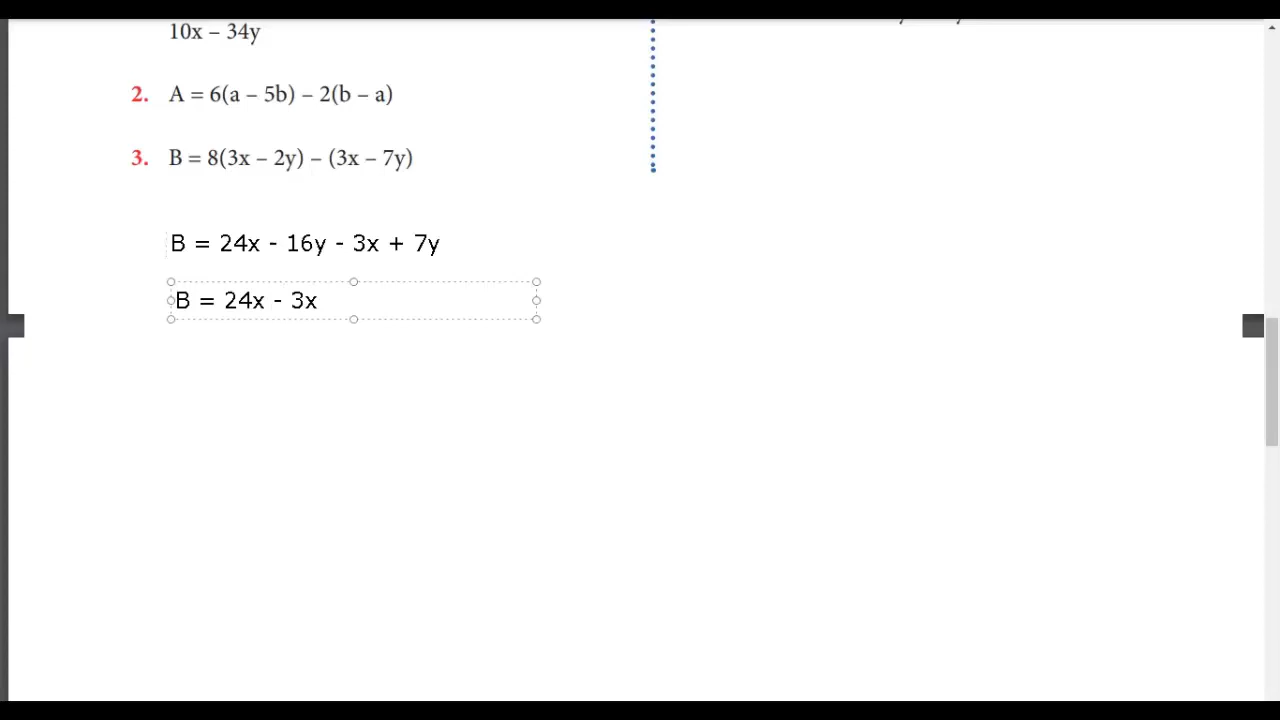 10x – 34y
2. A = 6(a – 5b) – 2(b – a)
3. B = 8(3x – 2y) – (3x – 7y)
B = 24x - 16y - 3x + 7y
B = 24x - 3x